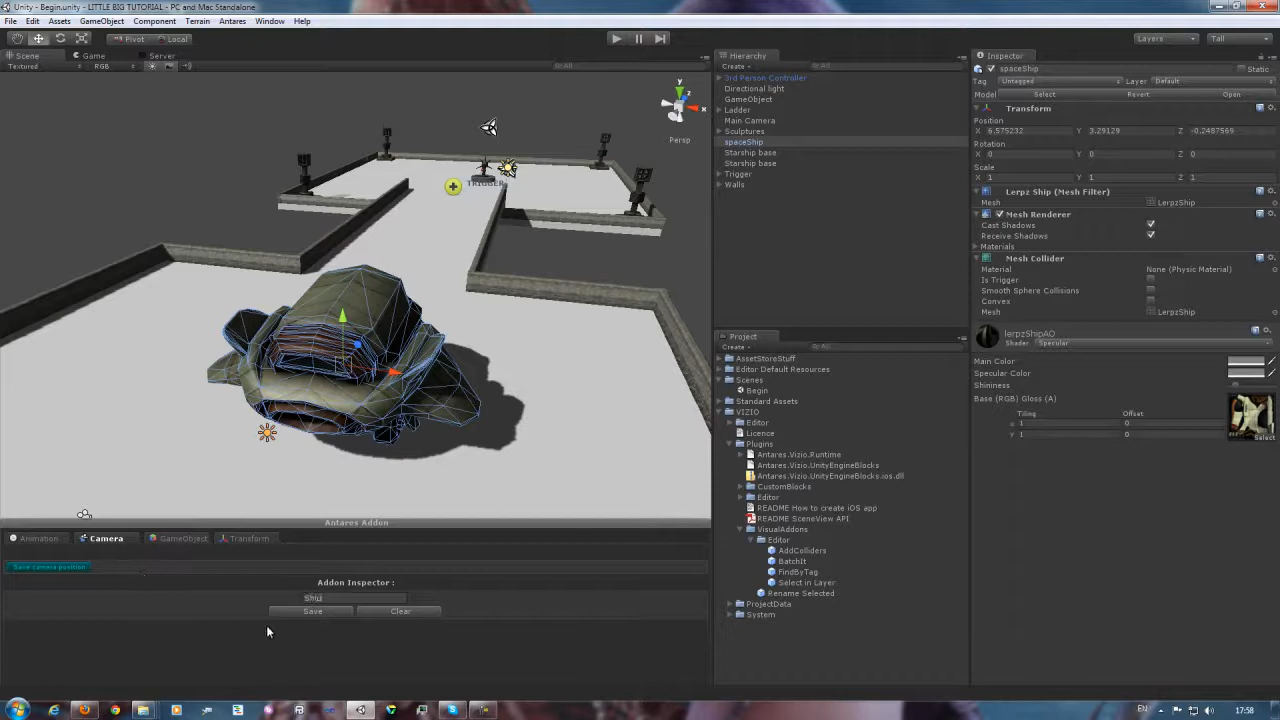 Unity - Begin.unity - LITTLE BIG TUTORIAL - PC and Mac Standalone
File Edit Assets GameObject Component Terrain Antares Window Help
Pivot Local Layers Tall
Scene Game Server
Textured RGB All
y
z
x
Persp
TRIGGER
Hierarchy
Create All
3rd Person Controller
Directional light
GameObject
Ladder
Main Camera
Sculptures
spaceShip
Starship base
Starship base
Trigger
Walls
Project
Create All
AssetStoreStuff
Editor Default Resources
Scenes
Begin
Standard Assets
VIZIO
Editor
Licence
Plugins
Antares.Vizio.Runtime
Antares.Vizio.UnityEngineBlocks
Antares.Vizio.UnityEngineBlocks.ios.dll
CustomBlocks
Editor
README How to create iOS app
README SceneView API
VisualAddons
Editor
AddColliders
BatchIt
FindByTag
Select in Layer
Rename Selected
ProjectData
System
Inspector
spaceShip Static
Tag Untagged Layer Default
Model Select Revert Open
Transform
Position
X 6.575232 Y 3.29129 Z -0.2487569
Rotation
X 0 Y 0 Z 0
Scale
X 1 Y 1 Z 1
Lerpz Ship (Mesh Filter)
Mesh LerpzShip
Mesh Renderer
Cast Shadows
Receive Shadows
Materials
Mesh Collider
Material None (Physic Material)
Is Trigger
Smooth Sphere Collisions
Convex
Mesh LerpzShip
lerpzShipAO
Shader Specular
Main Color
Specular Color
Shininess
Base (RGB) Gloss (A)
Tiling Offset
x 1 0
y 1 0
Select
Antares Addon
Animation Camera GameObject Transform
Save camera position
Addon Inspector :
Save Clear
EN 17:58